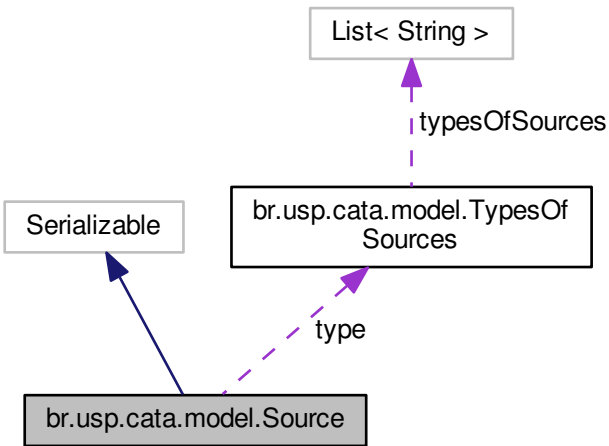 List< String >
typesOfSources
br.usp.cata.model.TypesOf
Sources
Serializable
type
br.usp.cata.model.Source